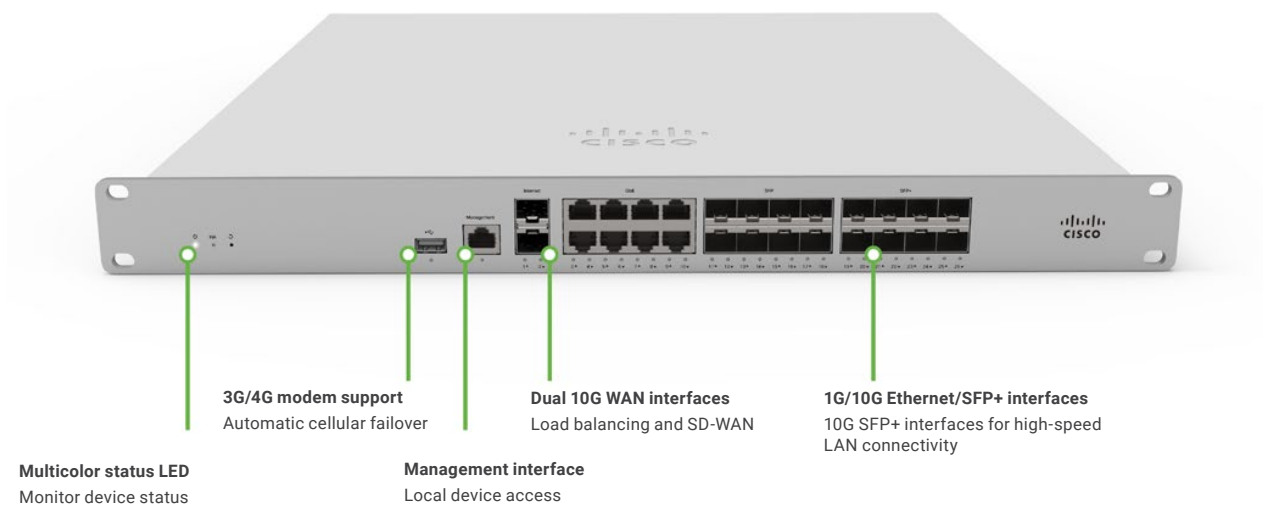 CISCO
Internet
GbE
SFP
SFP+
Management
CISCO
3G/4G modem support
Automatic cellular failover
Dual 10G WAN interfaces
Load balancing and SD-WAN
1G/10G Ethernet/SFP+ interfaces
10G SFP+ interfaces for high-speed
LAN connectivity
Multicolor status LED
Monitor device status
Management interface
Local device access